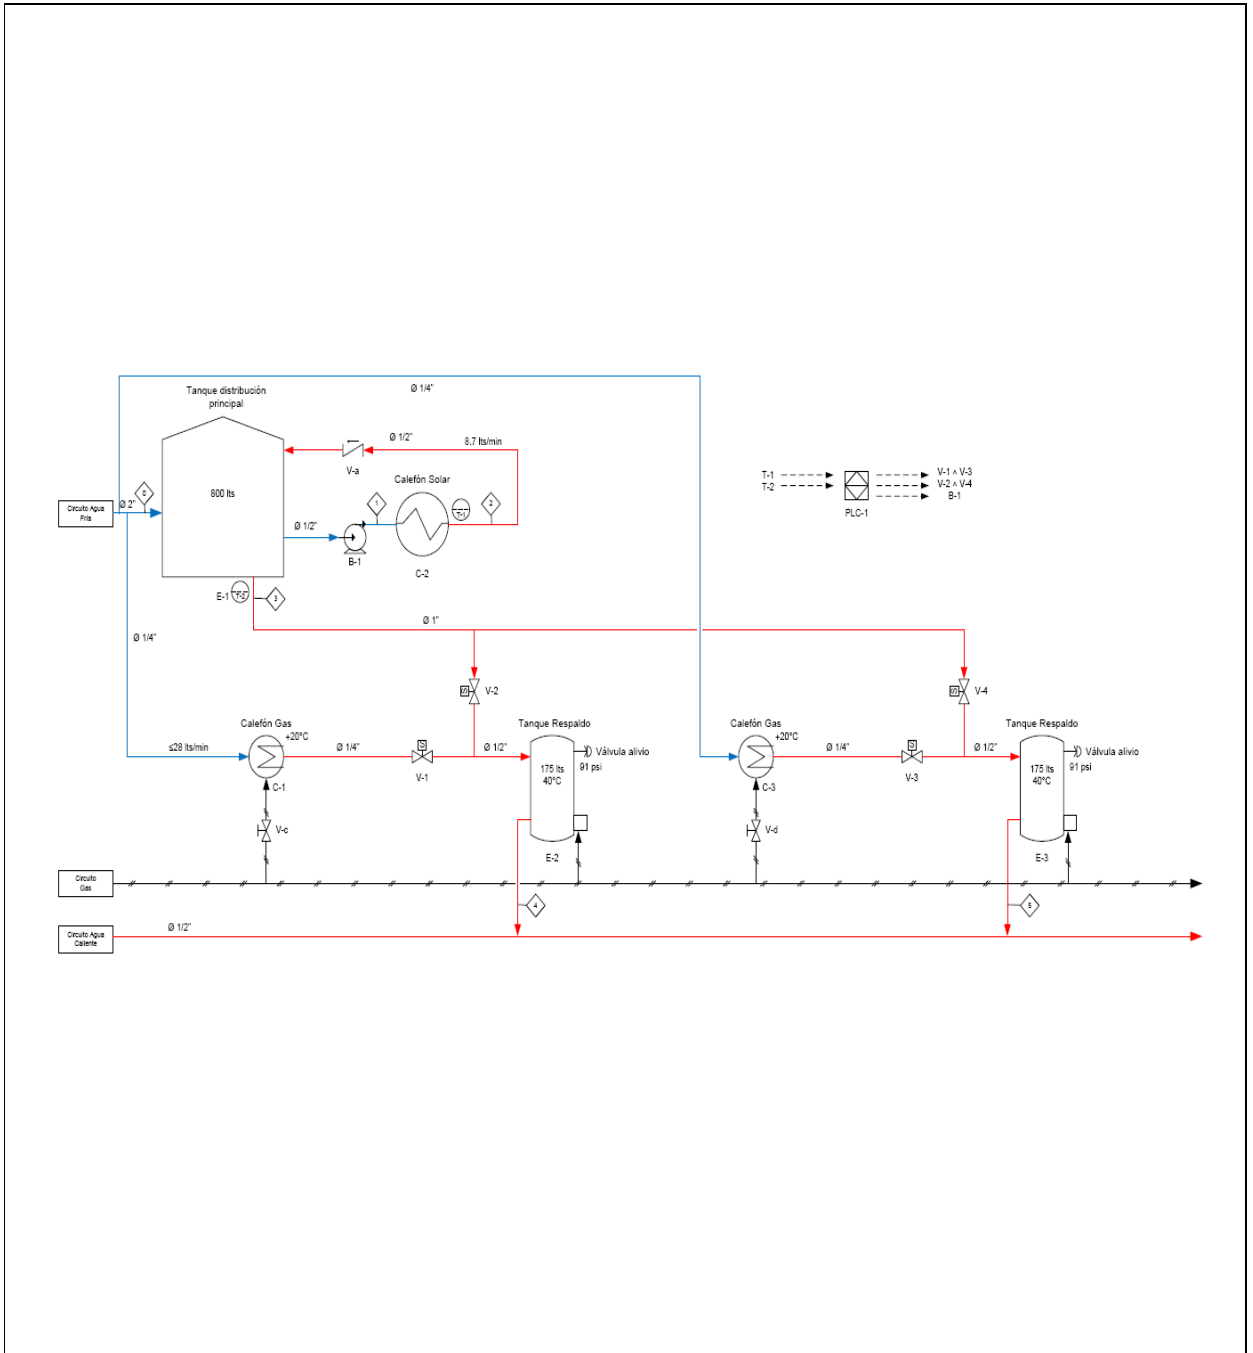 Ø 1/4"
Tanque distribución
principal
Ø 1/2"
8.7 lts/min
V-a
Calefón Solar
800 lts
0
Circuito Agua
Fría
Ø 2"
1
2
T-1
Ø 1/2"
B-1
C-2
E-1
T-2
3
T-1
T-2
PLC-1
V-1 ∧ V-3
V-2 ∧ V-4
B-1
Ø 1"
Ø 1/4"
S
V-2
S
V-4
Calefón Gas
+20°C
≤28 lts/min
C-1
Ø 1/4"
S
V-1
Ø 1/2"
Tanque Respaldo
175 lts
40°C
Válvula alivio
91 psi
E-2
V-c
Calefón Gas
+20°C
C-3
Ø 1/4"
S
V-3
Ø 1/2"
Tanque Respaldo
175 lts
40°C
Válvula alivio
91 psi
E-3
V-d
Circuito
Gas
4
5
Circuito Agua
Caliente
Ø 1/2"